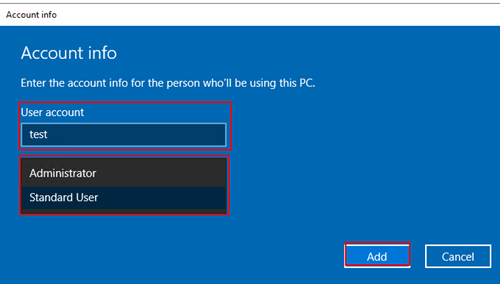 Account info
Account info
Enter the account info for the person who'll be using this PC.
User account
test
Administrator
Standard User
Add Cancel